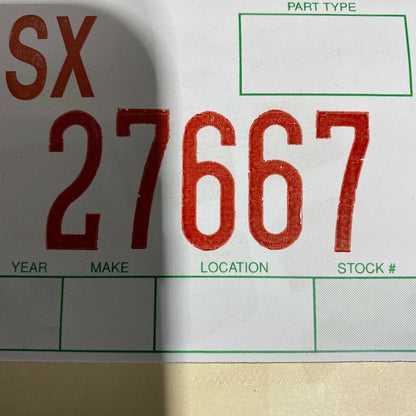 PART TYPE
SX
27667
YEAR MAKE LOCATION STOCK #